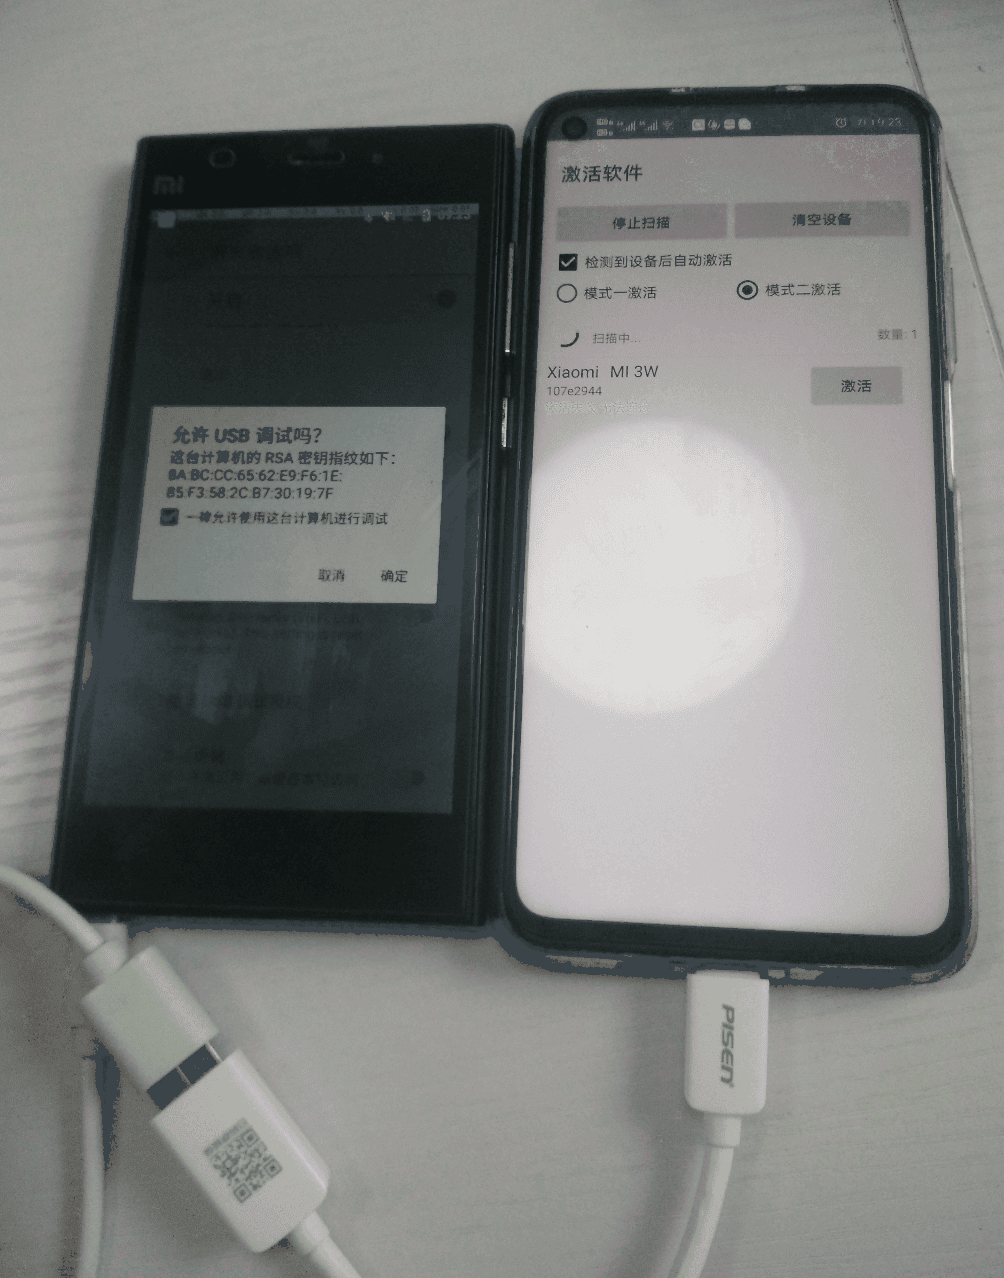 mi
允许 USB 调试吗?
这台计算机的 RSA 密钥指纹如下:
8A:BC:CC:65:62:E9:F6:1E:
85:F3:58:2C:B7:30:19:7F
一律允许使用这台计算机进行调试
取消 确定
激活软件
停止扫描 清空设备
检测到设备后自动激活
模式一激活 模式二激活
扫描中... 数量: 1
Xiaomi MI 3W
107e2944
激活
PISEN